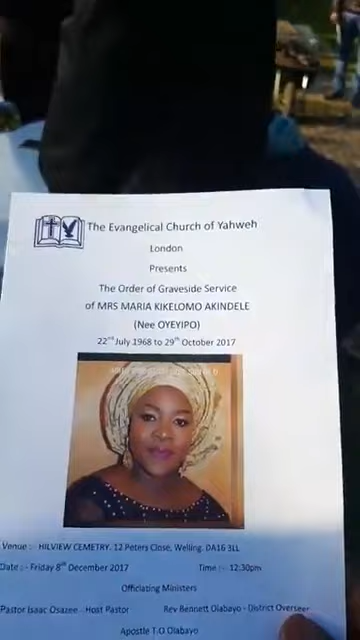 The Evangelical Church of Yahweh
London
Presents
The Order of Graveside Service
of MRS MARIA KIKELOMO AKINDELE
(Nee OYEYIPO)
22nd July 1968 to 29th October 2017
Venue :- HILVIEW CEMETRY. 12 Peters Close, Welling. DA16 3LL
Date: - Friday 8th December 2017 Time :- 12:30pm
Officiating Ministers
Pastor Isaac Osazee - Host Pastor Rev Bennett Olabayo - District Overseer
Apostle T.O Olabayo